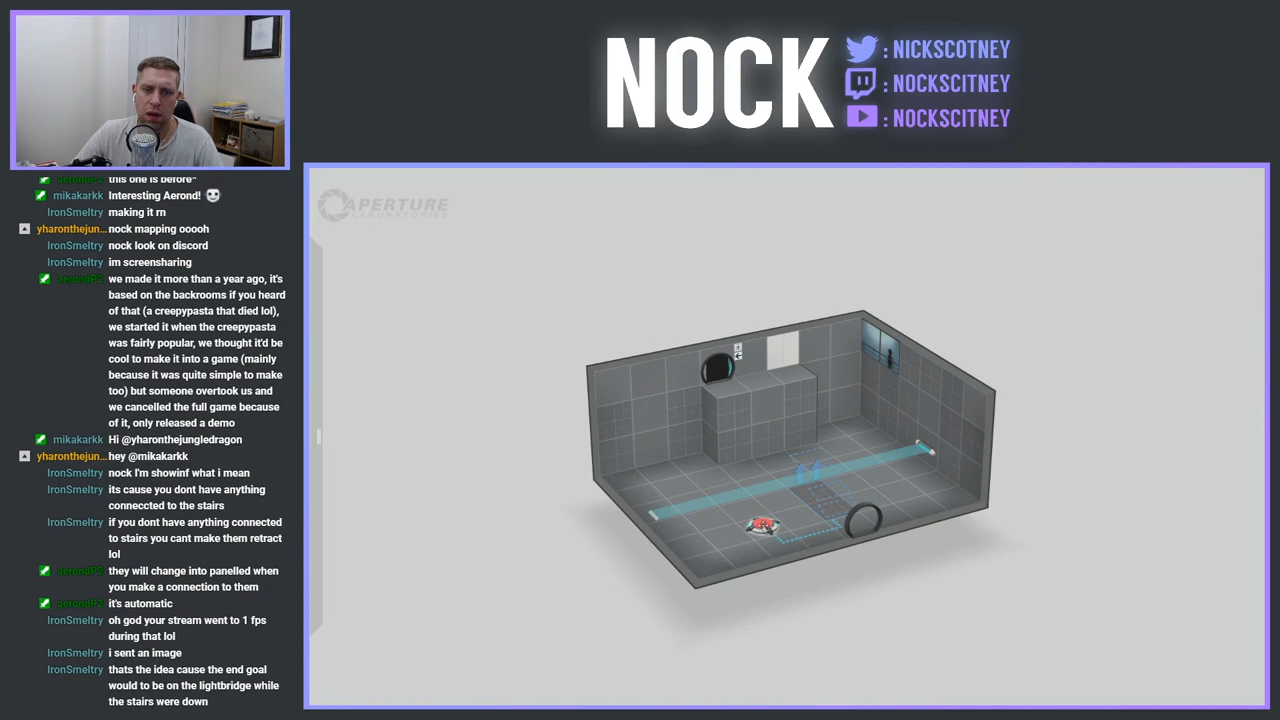 NOCK
: NICKSCOTNEY
: NOCKSCITNEY
: NOCKSCITNEY
APERTURE
LABORATORIES
this one is before*
mikakarkk Interesting Aerond!
IronSmeltry making it rn
yharonthejun... nock mapping ooooh
IronSmeltry nock look on discord
IronSmeltry im screensharing
aerondP2 we made it more than a year ago, it's
based on the backrooms if you heard
of that (a creepypasta that died lol),
we started it when the creepypasta
was fairly popular, we thought it'd be
cool to make it into a game (mainly
because it was quite simple to make
too) but someone overtook us and
we cancelled the full game because
of it, only released a demo
mikakarkk Hi @yharonthejungledragon
yharonthejun... hey @mikakarkk
IronSmeltry nock I'm showinf what i mean
IronSmeltry its cause you dont have anything
conneccted to the stairs
IronSmeltry if you dont have anything connected
to stairs you cant make them retract
lol
aerondP2 they will change into panelled when
you make a connection to them
aerondP2 it's automatic
IronSmeltry oh god your stream went to 1 fps
during that lol
IronSmeltry i sent an image
IronSmeltry thats the idea cause the end goal
would to be on the lightbridge while
the stairs were down